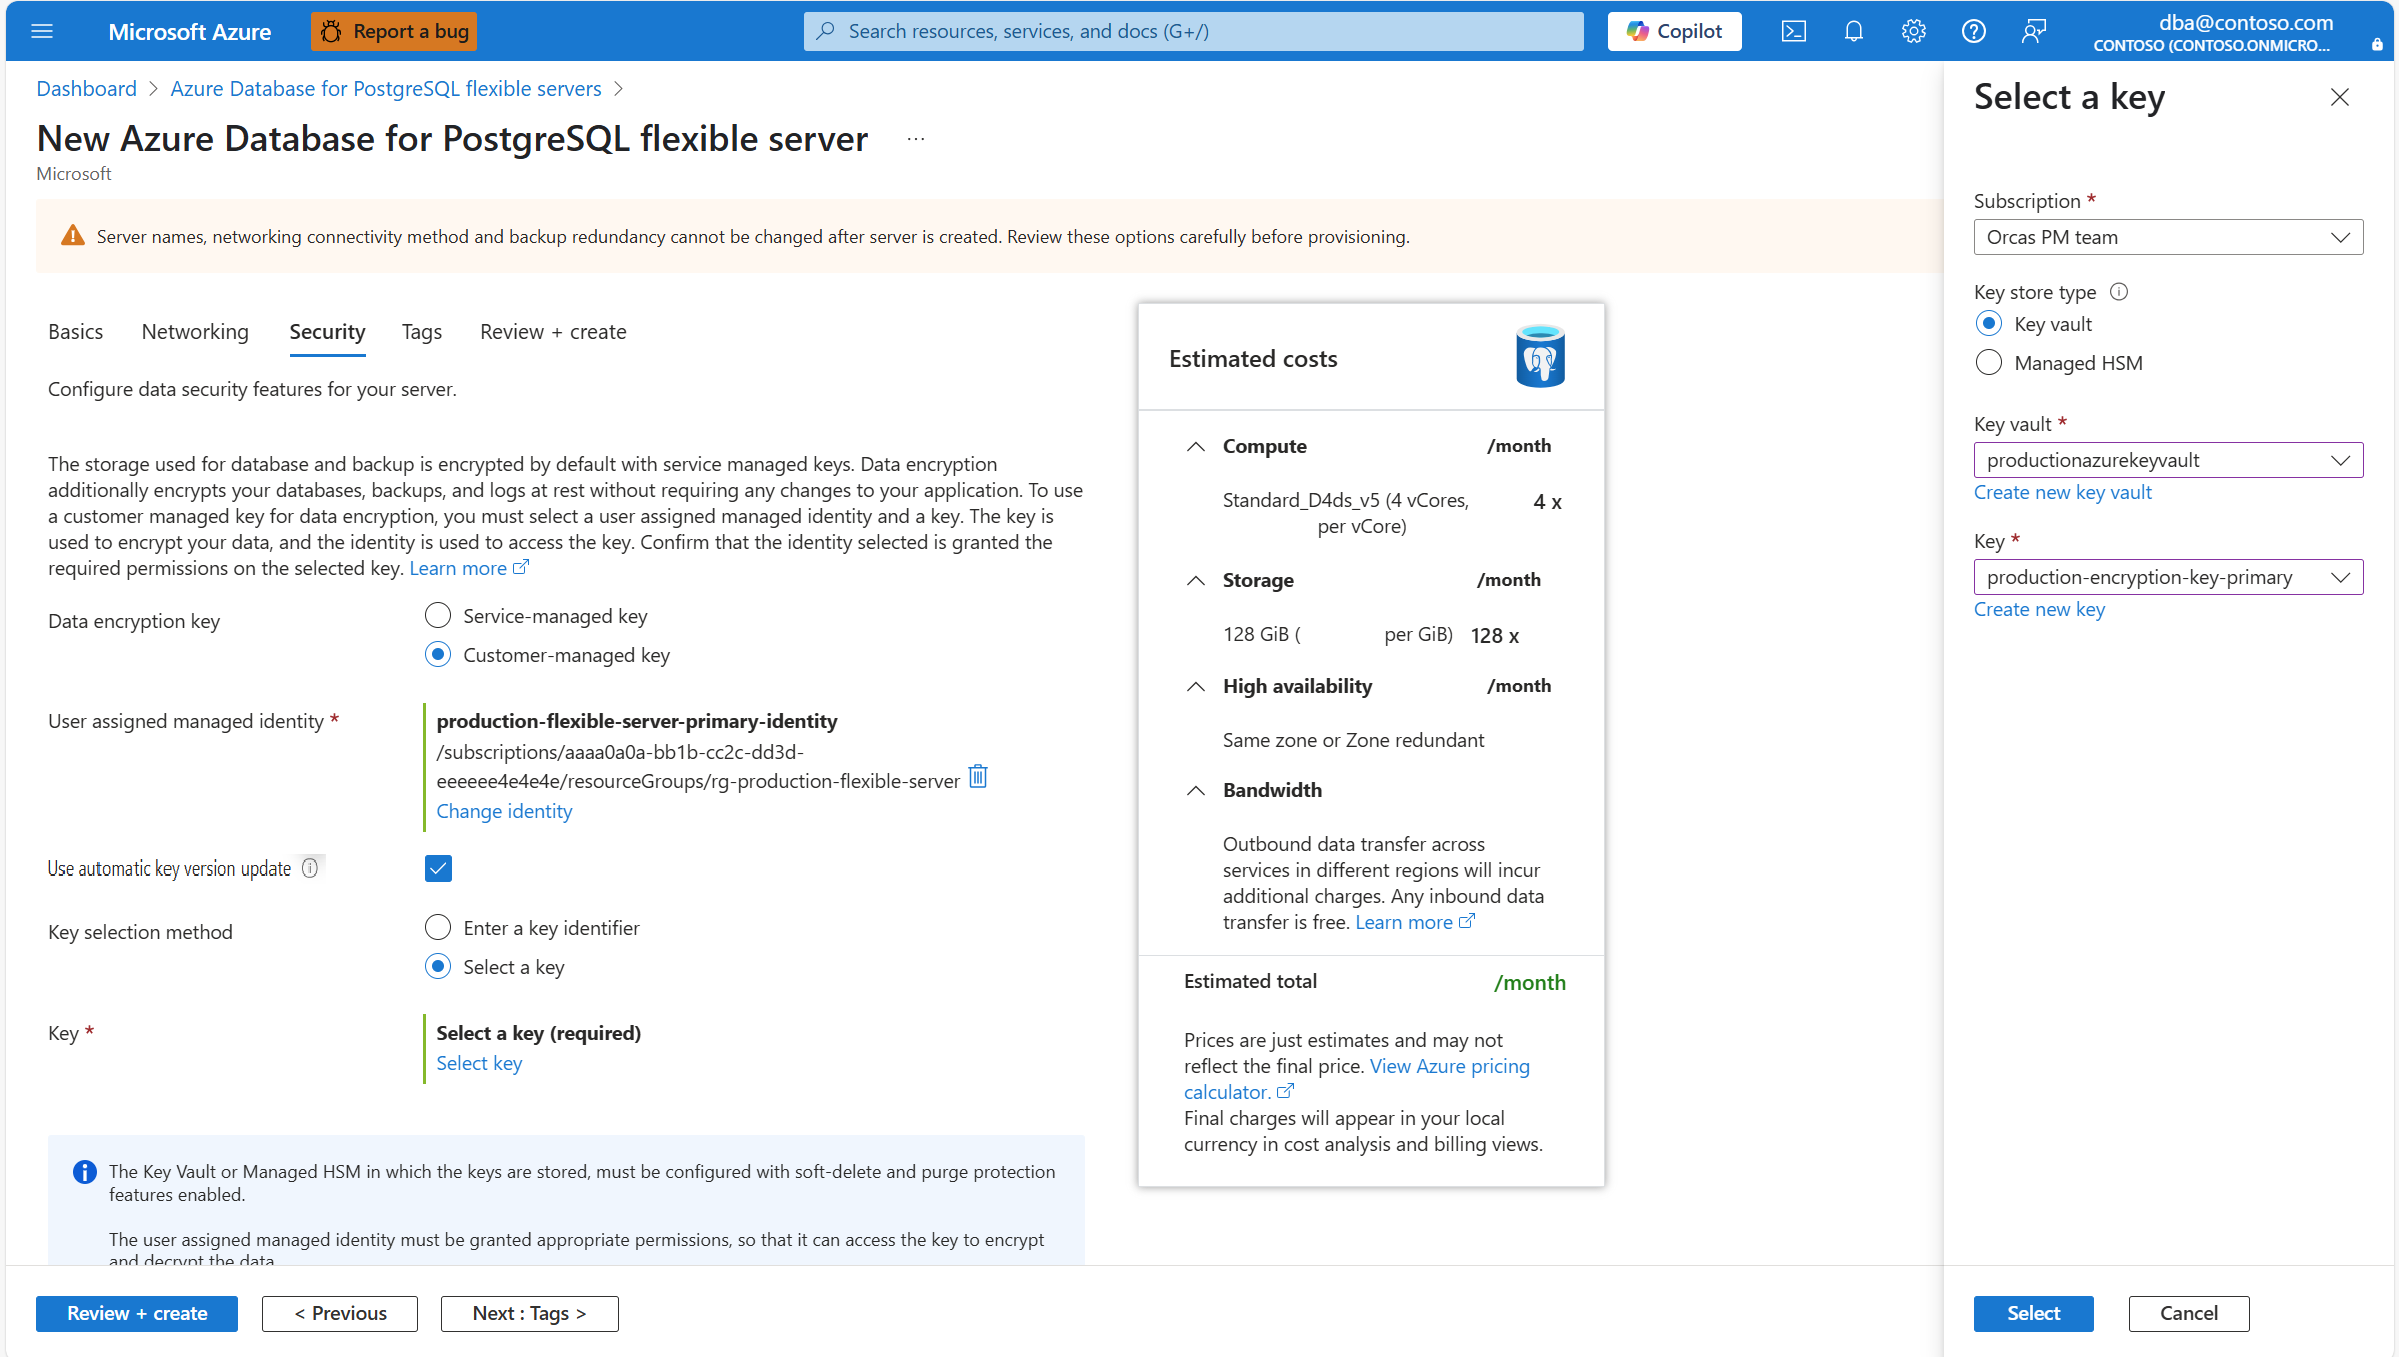 Microsoft Azure
Report a bug
Search resources, services, and docs (G+/)
Copilot
dba@contoso.com
CONTOSO (CONTOSO.ONMICRO...
Dashboard
Azure Database for PostgreSQL flexible servers
New Azure Database for PostgreSQL flexible server
...
Microsoft
Server names, networking connectivity method and backup redundancy cannot be changed after server is created. Review these options carefully before provisioning.
Basics
Networking
Security
Tags
Review + create
Configure data security features for your server.
The storage used for database and backup is encrypted by default with service managed keys. Data encryption
additionally encrypts your databases, backups, and logs at rest without requiring any changes to your application. To use
a customer managed key for data encryption, you must select a user assigned managed identity and a key. The key is
used to encrypt your data, and the identity is used to access the key. Confirm that the identity selected is granted the
required permissions on the selected key. Learn more
Data encryption key
Service-managed key
Customer-managed key
User assigned managed identity *
production-flexible-server-primary-identity
/subscriptions/aaaa0a0a-bb1b-cc2c-dd3d-
eeeeee4e4e4e/resourceGroups/rg-production-flexible-server
Change identity
Use automatic key version update
Key selection method
Enter a key identifier
Select a key
Key *
Select a key (required)
Select key
The Key Vault or Managed HSM in which the keys are stored, must be configured with soft-delete and purge protection
features enabled.
The user assigned managed identity must be granted appropriate permissions, so that it can access the key to encrypt
and decrypt the data.
Review + create
< Previous
Next : Tags >
Estimated costs
Compute /month
Standard_D4ds_v5 (4 vCores, 4 x
per vCore)
Storage /month
128 GiB ( per GiB) 128 x
High availability /month
Same zone or Zone redundant
Bandwidth
Outbound data transfer across
services in different regions will incur
additional charges. Any inbound data
transfer is free. Learn more
Estimated total /month
Prices are just estimates and may not
reflect the final price. View Azure pricing
calculator.
Final charges will appear in your local
currency in cost analysis and billing views.
Select a key
Subscription *
Orcas PM team
Key store type
Key vault
Managed HSM
Key vault *
productionazurekeyvault
Create new key vault
Key *
production-encryption-key-primary
Create new key
Select
Cancel